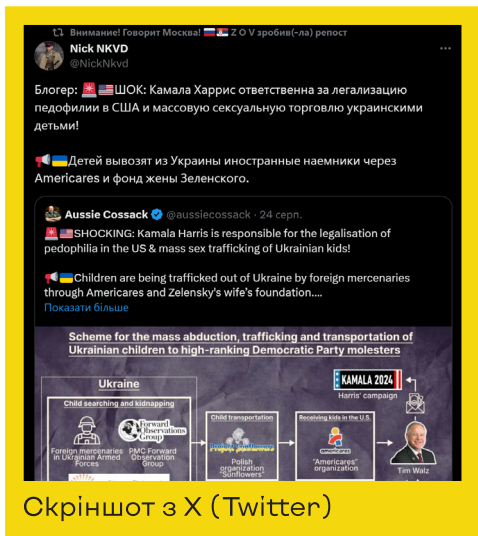 Внимание! Говорит Москва! 🇷🇺🇷🇸 Z O V зробив(-ла) репост
Nick NKVD
@NickNkvd
Блогер: 🚨🇺🇸ШОК: Камала Харрис ответственна за легализацию
педофилии в США и массовую сексуальную торговлю украинскими
детьми!
📢🇺🇦Детей вывозят из Украины иностранные наемники через
Americares и фонд жены Зеленского.
Aussie Cossack @aussiecossack · 24 серп.
🚨🇺🇸SHOCKING: Kamala Harris is responsible for the legalisation of
pedophilia in the US & mass sex trafficking of Ukrainian kids!
📢🇺🇦Children are being trafficked out of Ukraine by foreign mercenaries
through Americares and Zelensky's wife's foundation....
Показати більше
Scheme for the mass abduction, trafficking and transportation of
Ukrainian children to high-ranking Democratic Party molesters
Ukraine
KAMALA 2024
Harris' campaign
Child searching and kidnapping
Forward
Observations
Group
Foreign mercenaries
in Ukrainian Armed
Forces
PMC Forward
Observation
Group
Child transportation
Polish
organization
"Sunflowers"
Receiving kids in the U.S.
americares
"Americares"
organization
Tim Walz
Скріншот з X (Twitter)